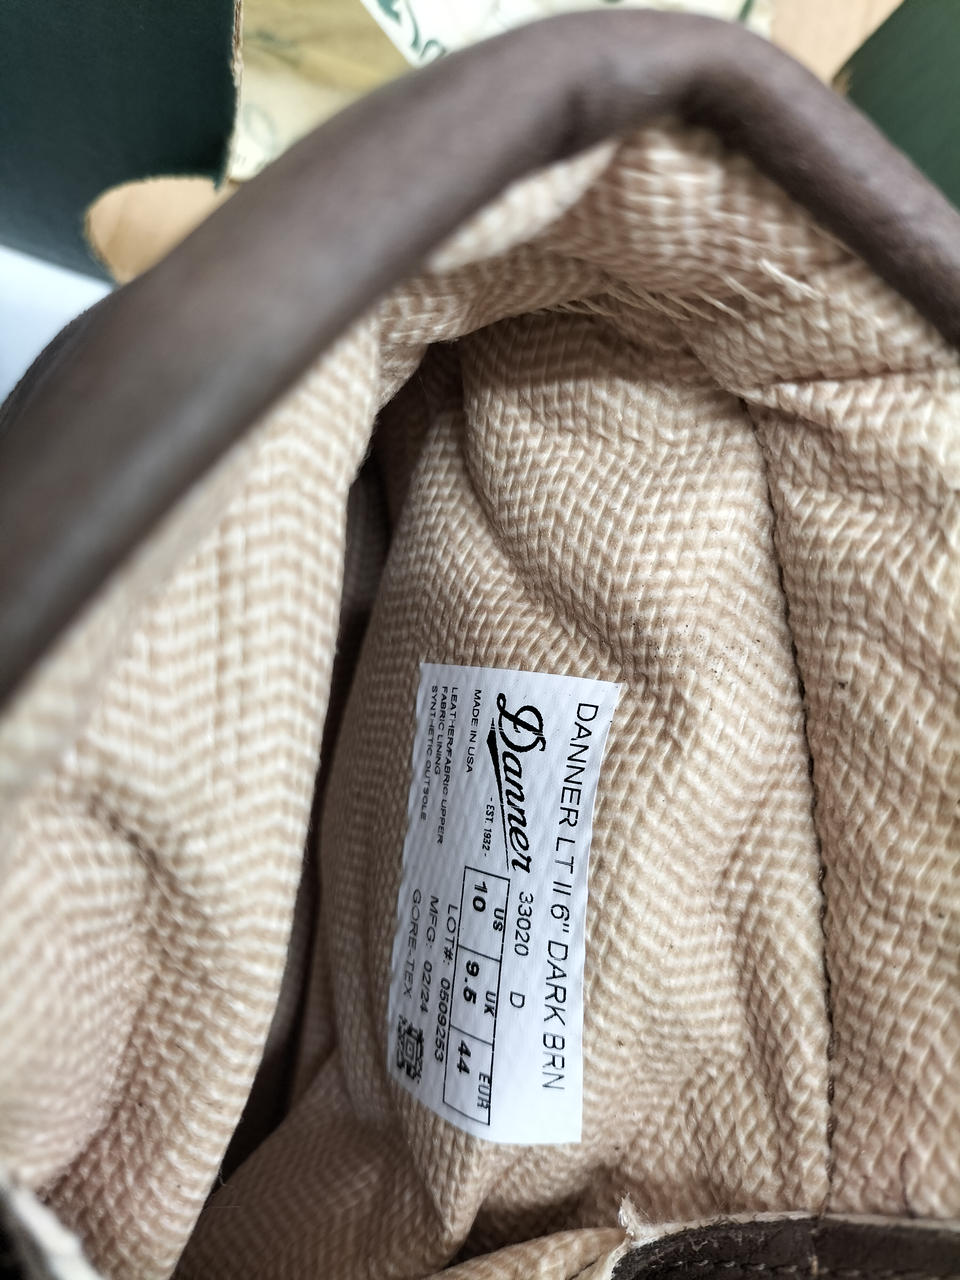 DANNER LT II 6" DARK BRN
33020 D
Danner
- EST. 1932 -
US UK EUR
10 9.5 44
MADE IN USA
LEATHER/FABRIC UPPER
FABRIC LINING
SYNTHETIC OUTSOLE
LOT#: 0509253
MFG: 02/24
GORE-TEX